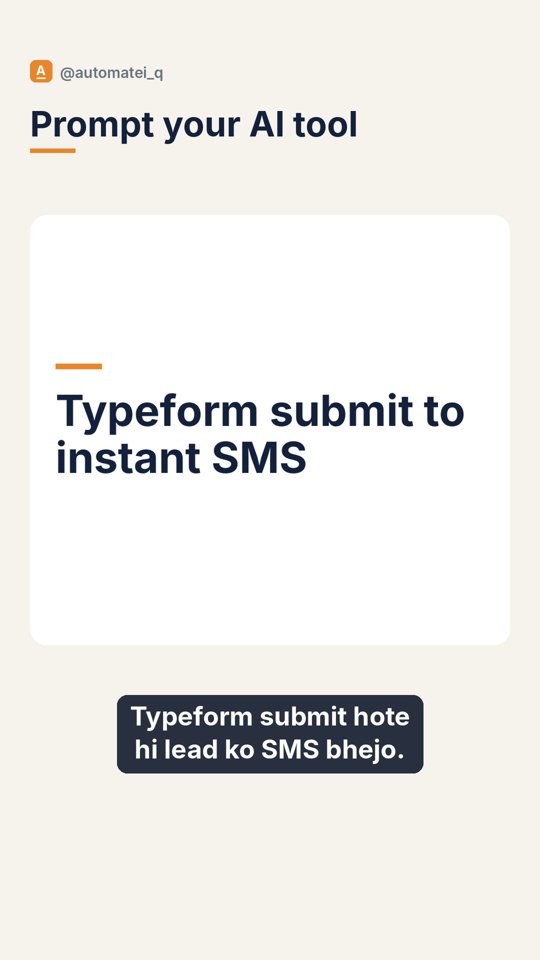 A
@automatei_q
Prompt your AI tool
Typeform submit to
instant SMS
Typeform submit hote
hi lead ko SMS bhejo.